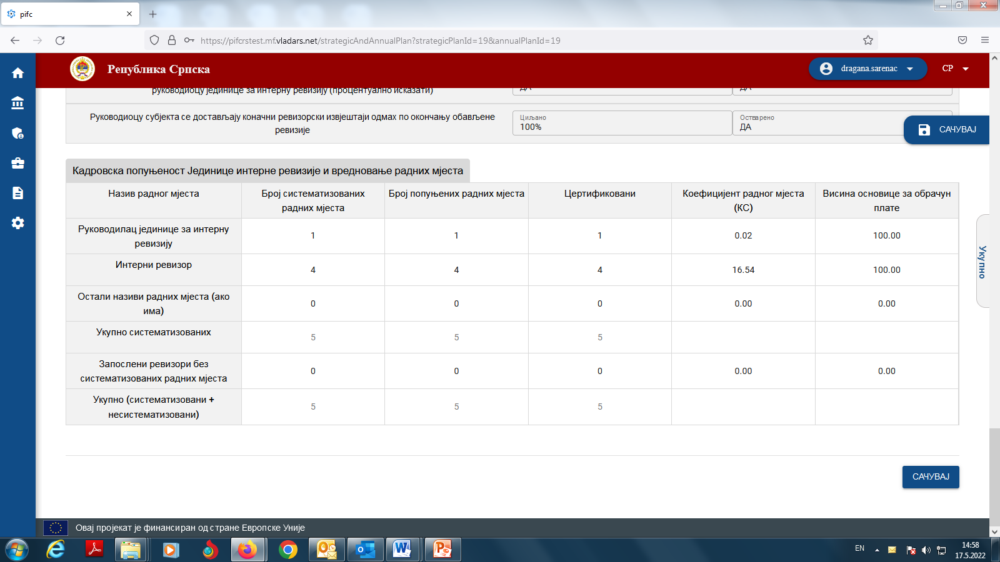 pifc
https://pifcrstest.mf.vladars.net/strategicAndAnnualPlan?strategicPlanId=19&annualPlanId=19
Република Српска
dragana.sarenac
СР
руководиоцу јединице за интерну ревизију (процентуално исказати)
ДА ДА
Руководиоцу субјекта се достављају коначни ревизорски извјештаји одмах по окончању обављене
ревизије
Циљано
100%
Остварено
ДА
САЧУВАЈ
Кадровска попуњеност Јединице интерне ревизије и вредновање радних мјеста
Назив радног мјеста
Број систематизованих
радних мјеста
Број попуњених радних мјеста
Цертификовани
Коефицијент радног мјеста
(КС)
Висина основице за обрачун
плате
Руководилац јединице за интерну
ревизију
1 1 1 0.02 100.00
Интерни ревизор
4 4 4 16.54 100.00
Остали називи радних мјеста (ако
има)
0 0 0 0.00 0.00
Укупно систематизованих
5 5 5
Запослени ревизори без
систематизованих радних мјеста
0 0 0 0.00 0.00
Укупно (систематизовани +
несистематизовани)
5 5 5
Укупно
САЧУВАЈ
Овај пројекат је финансиран од стране Европске Уније
EN
14:58
17.5.2022